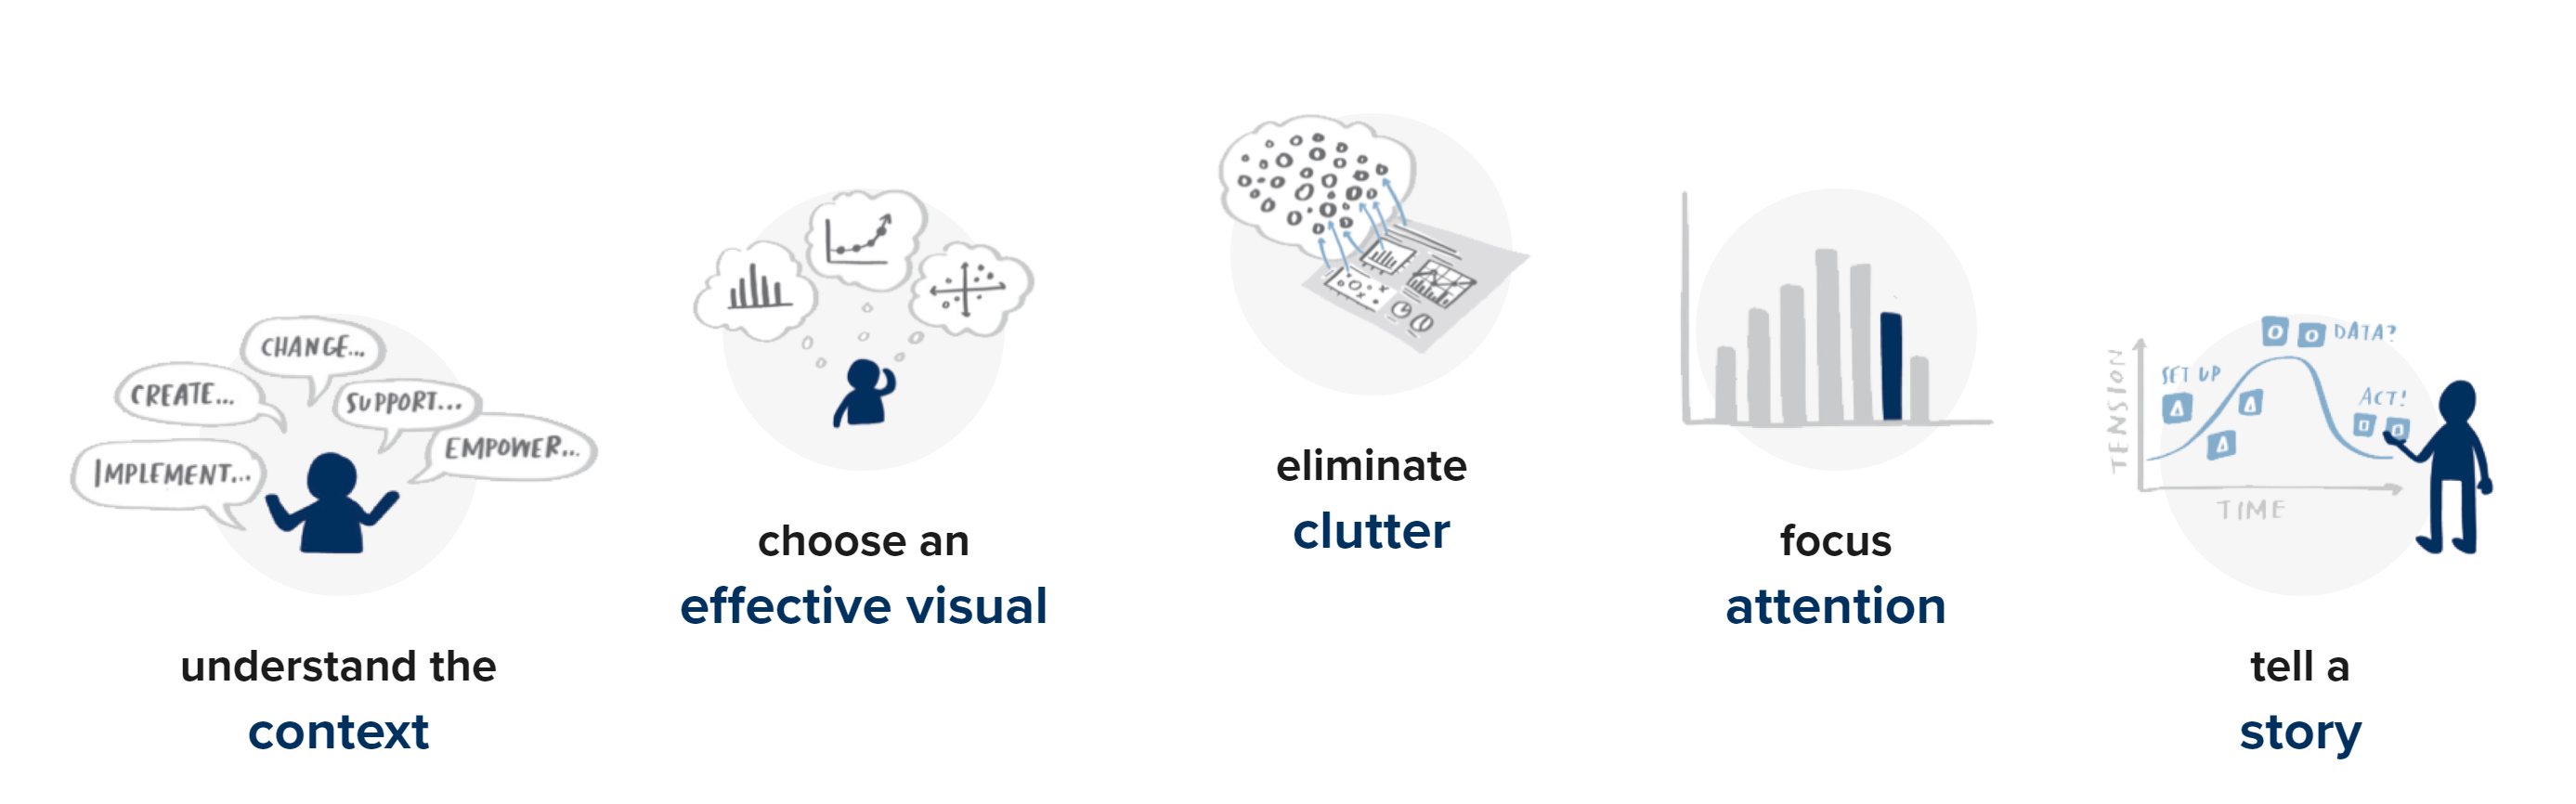 CHANGE...
CREATE...
SUPPORT...
EMPOWER...
IMPLEMENT...
understand the
context
choose an
effective visual
eliminate
clutter
focus
attention
TENSION
SET UP
DATA?
ACT!
TIME
tell a
story